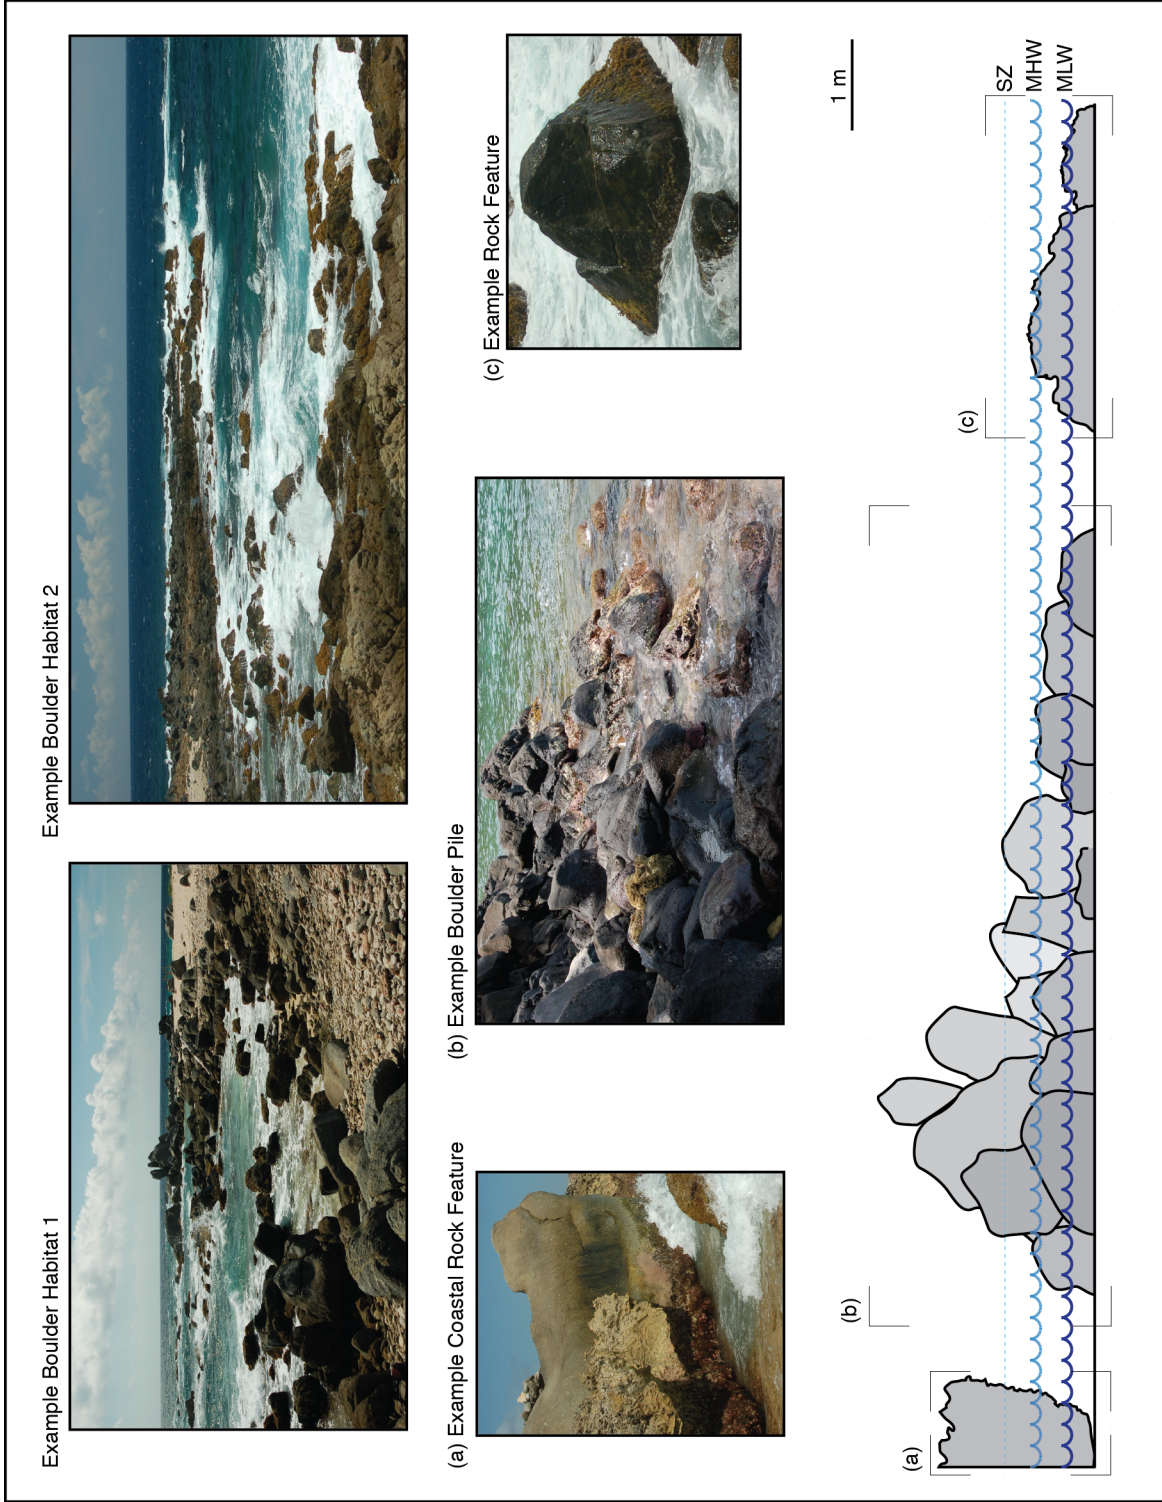 Example Boulder Habitat 1
Example Boulder Habitat 2
(a) Example Coastal Rock Feature
(b) Example Boulder Pile
(c) Example Rock Feature
1 m
(a)
(b)
(c)
SZ
MHW
MLW